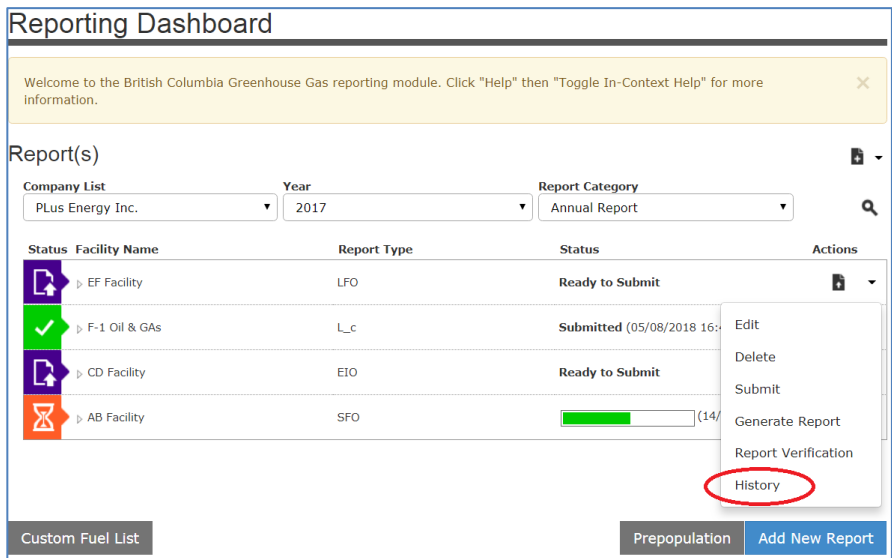 Reporting Dashboard
Welcome to the British Columbia Greenhouse Gas reporting module. Click "Help" then "Toggle In-Context Help" for more
information.
×
Report(s)
Company List Year Report Category
PLus Energy Inc. 2017 Annual Report
Status Facility Name Report Type Status Actions
EF Facility LFO Ready to Submit
F-1 Oil & GAs L_c Submitted (05/08/2018 16:
CD Facility EIO Ready to Submit
AB Facility SFO (14/
Edit
Delete
Submit
Generate Report
Report Verification
History
Custom Fuel List Prepopulation Add New Report